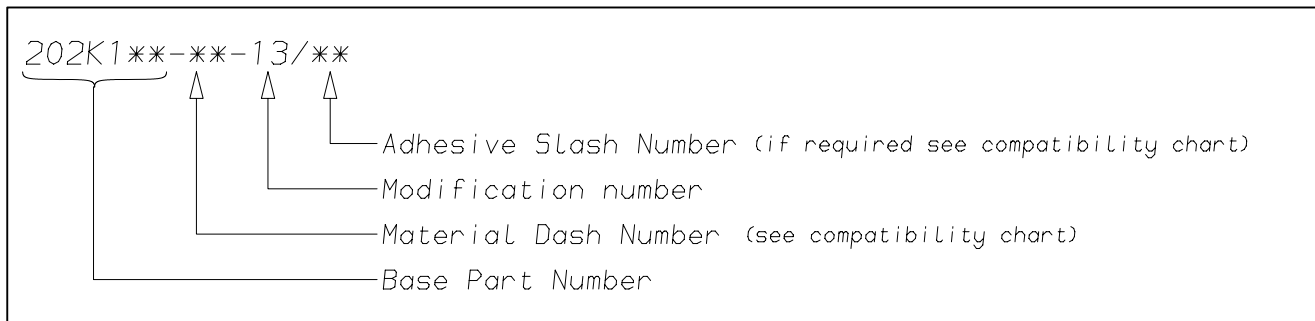 202K1**-**-13/**
Adhesive Slash Number (if required see compatibility chart)
Modification number
Material Dash Number (see compatibility chart)
Base Part Number